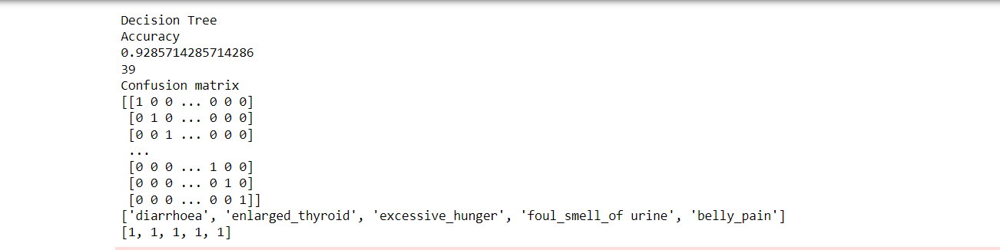 Decision Tree
Accuracy
0.9285714285714286
39
Confusion matrix
[[1 0 0 ... 0 0 0]
 [0 1 0 ... 0 0 0]
 [0 0 1 ... 0 0 0]
 ...
 [0 0 0 ... 1 0 0]
 [0 0 0 ... 0 1 0]
 [0 0 0 ... 0 0 1]]
['diarrhoea', 'enlarged_thyroid', 'excessive_hunger', 'foul_smell_of urine', 'belly_pain']
[1, 1, 1, 1, 1]